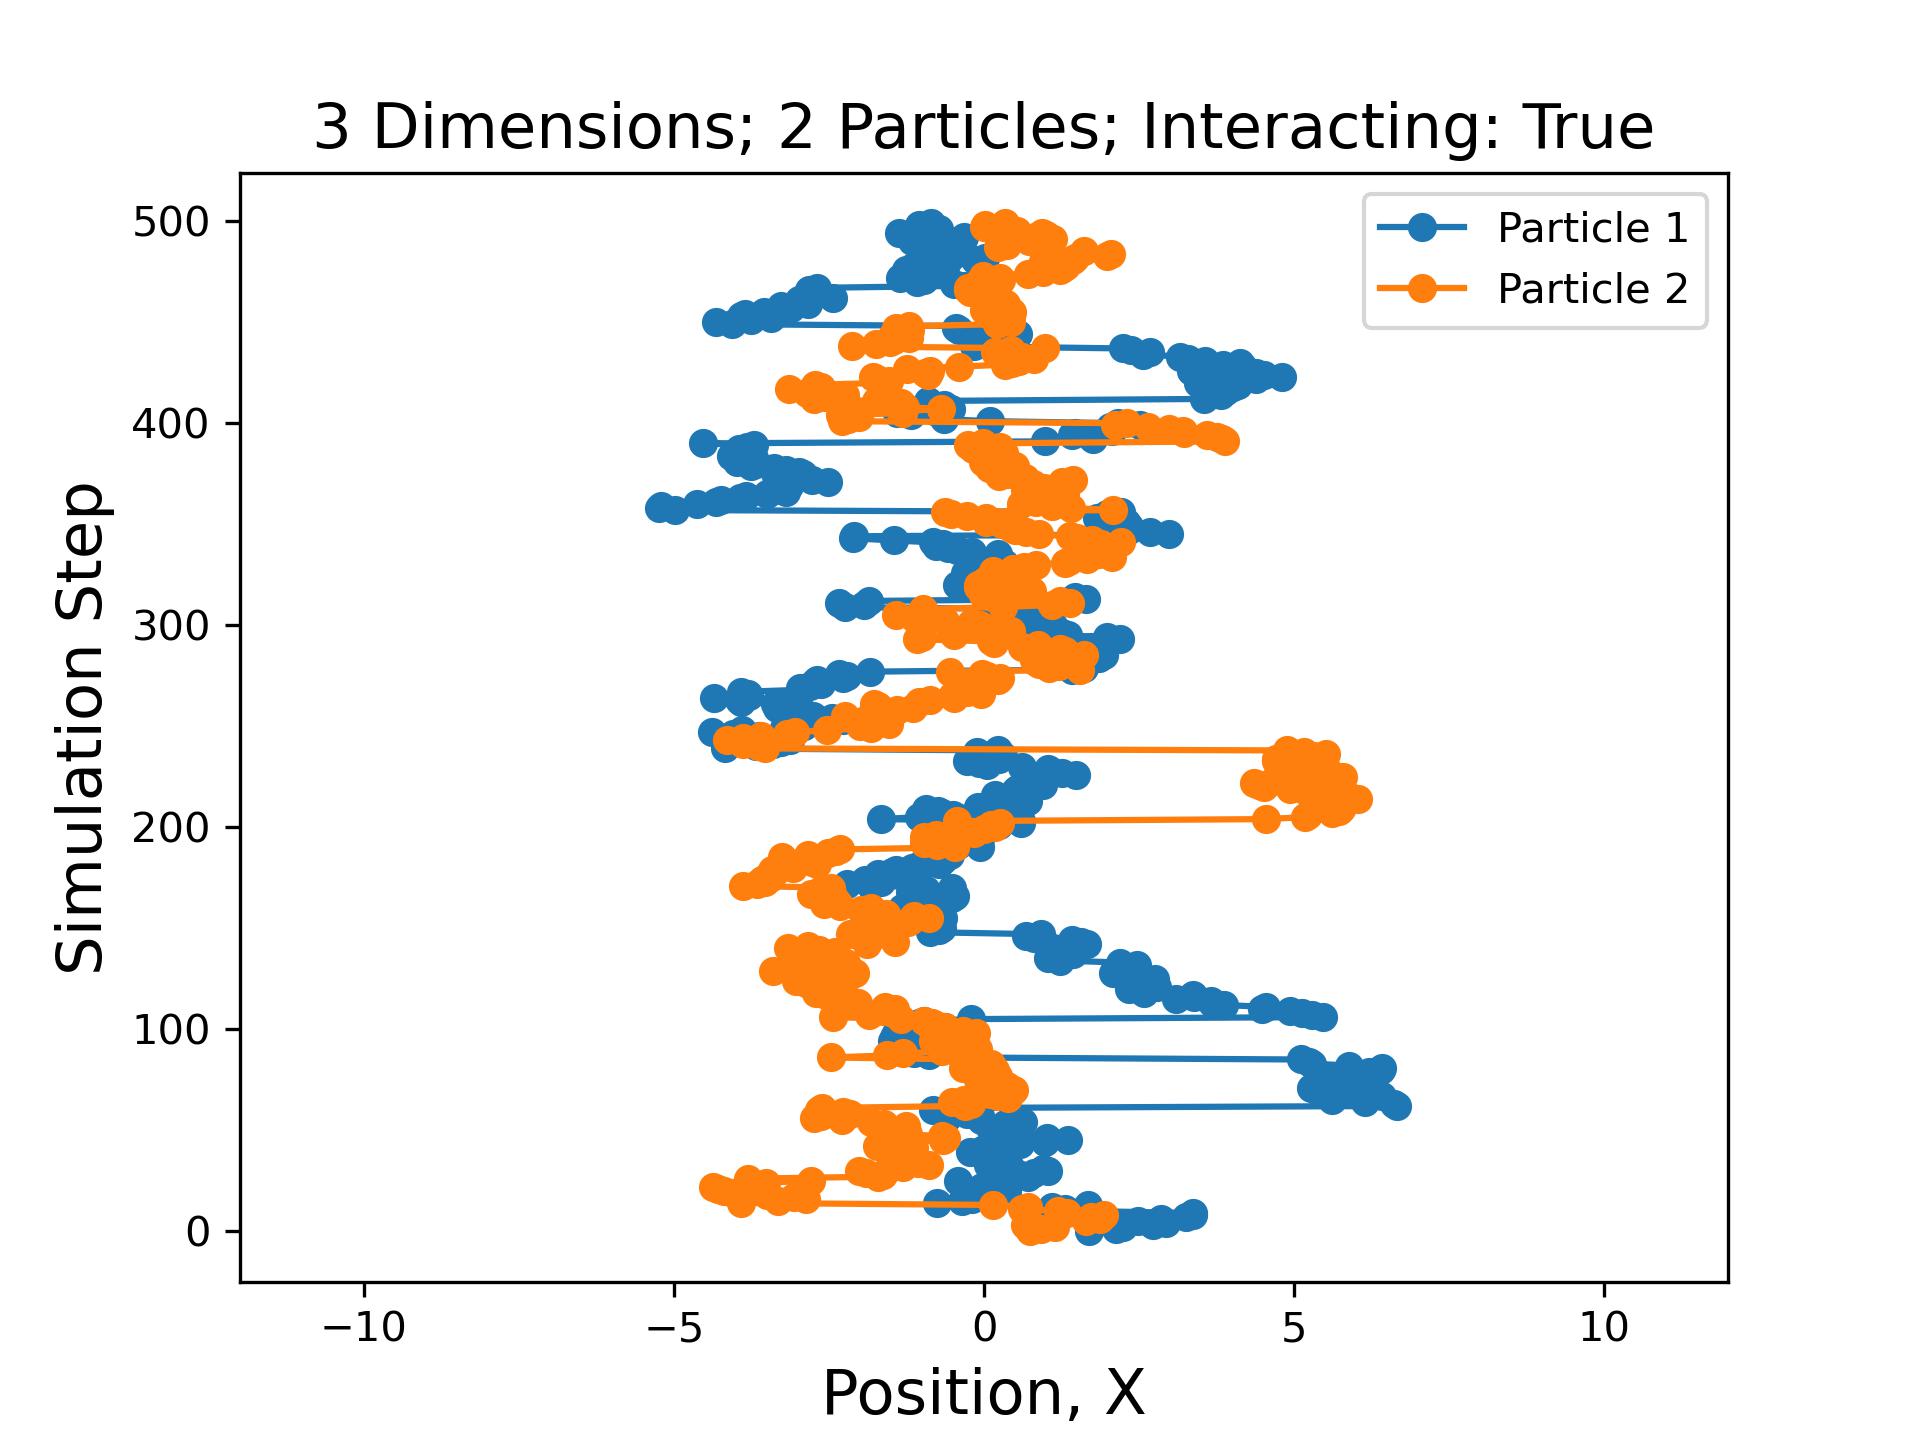 3 Dimensions; 2 Particles; Interacting: True
Particle 1
Particle 2
Simulation Step
500
400
300
200
100
0
−10
−5
0
5
10
Position, X